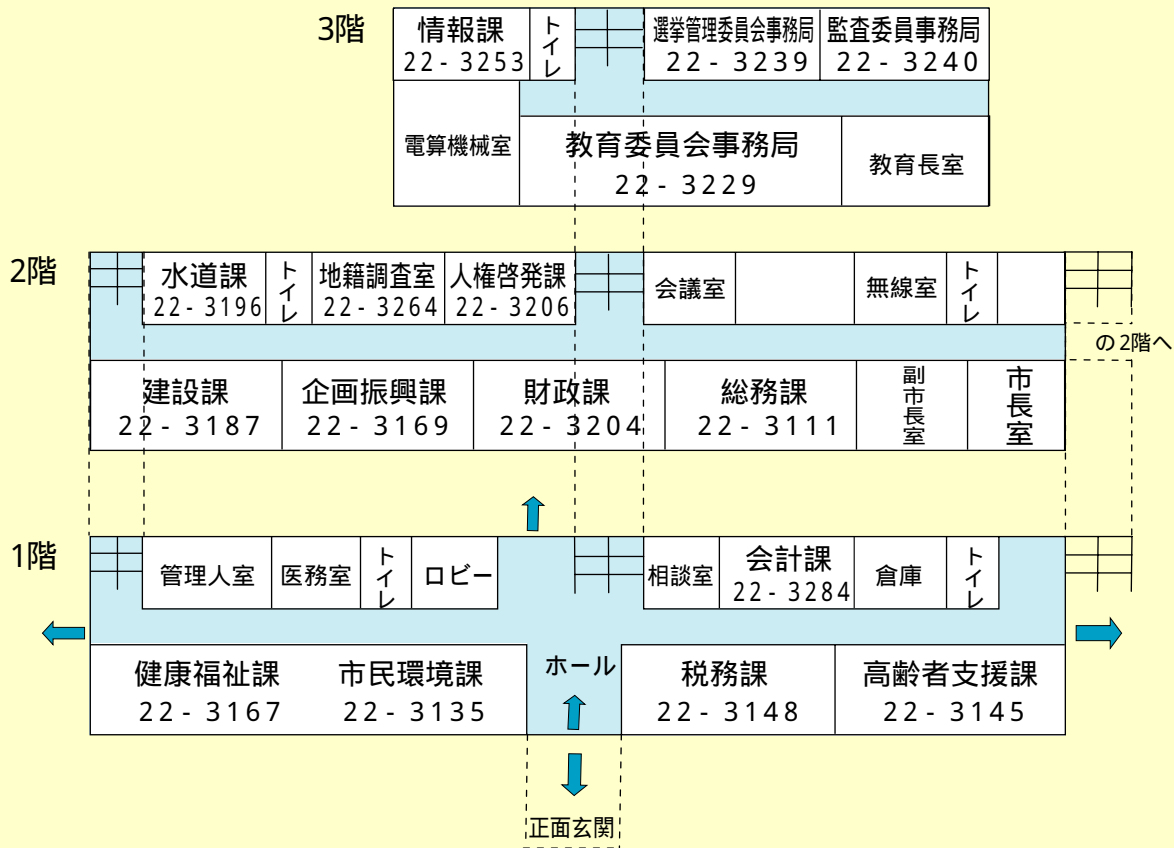 3階
情報課
22-3253
トイレ
選挙管理委員会事務局
22-3239
監査委員事務局
22-3240
電算機械室
教育委員会事務局
22-3229
教育長室
2階
水道課
22-3196
トイレ
地籍調査室
22-3264
人権啓発課
22-3206
会議室
無線室
トイレ
の2階へ
建設課
22-3187
企画振興課
22-3169
財政課
22-3204
総務課
22-3111
副市長室
市長室
1階
管理人室
医務室
トイレ
ロビー
相談室
会計課
22-3284
倉庫
トイレ
健康福祉課
22-3167
市民環境課
22-3135
ホール
税務課
22-3148
高齢者支援課
22-3145
正面玄関